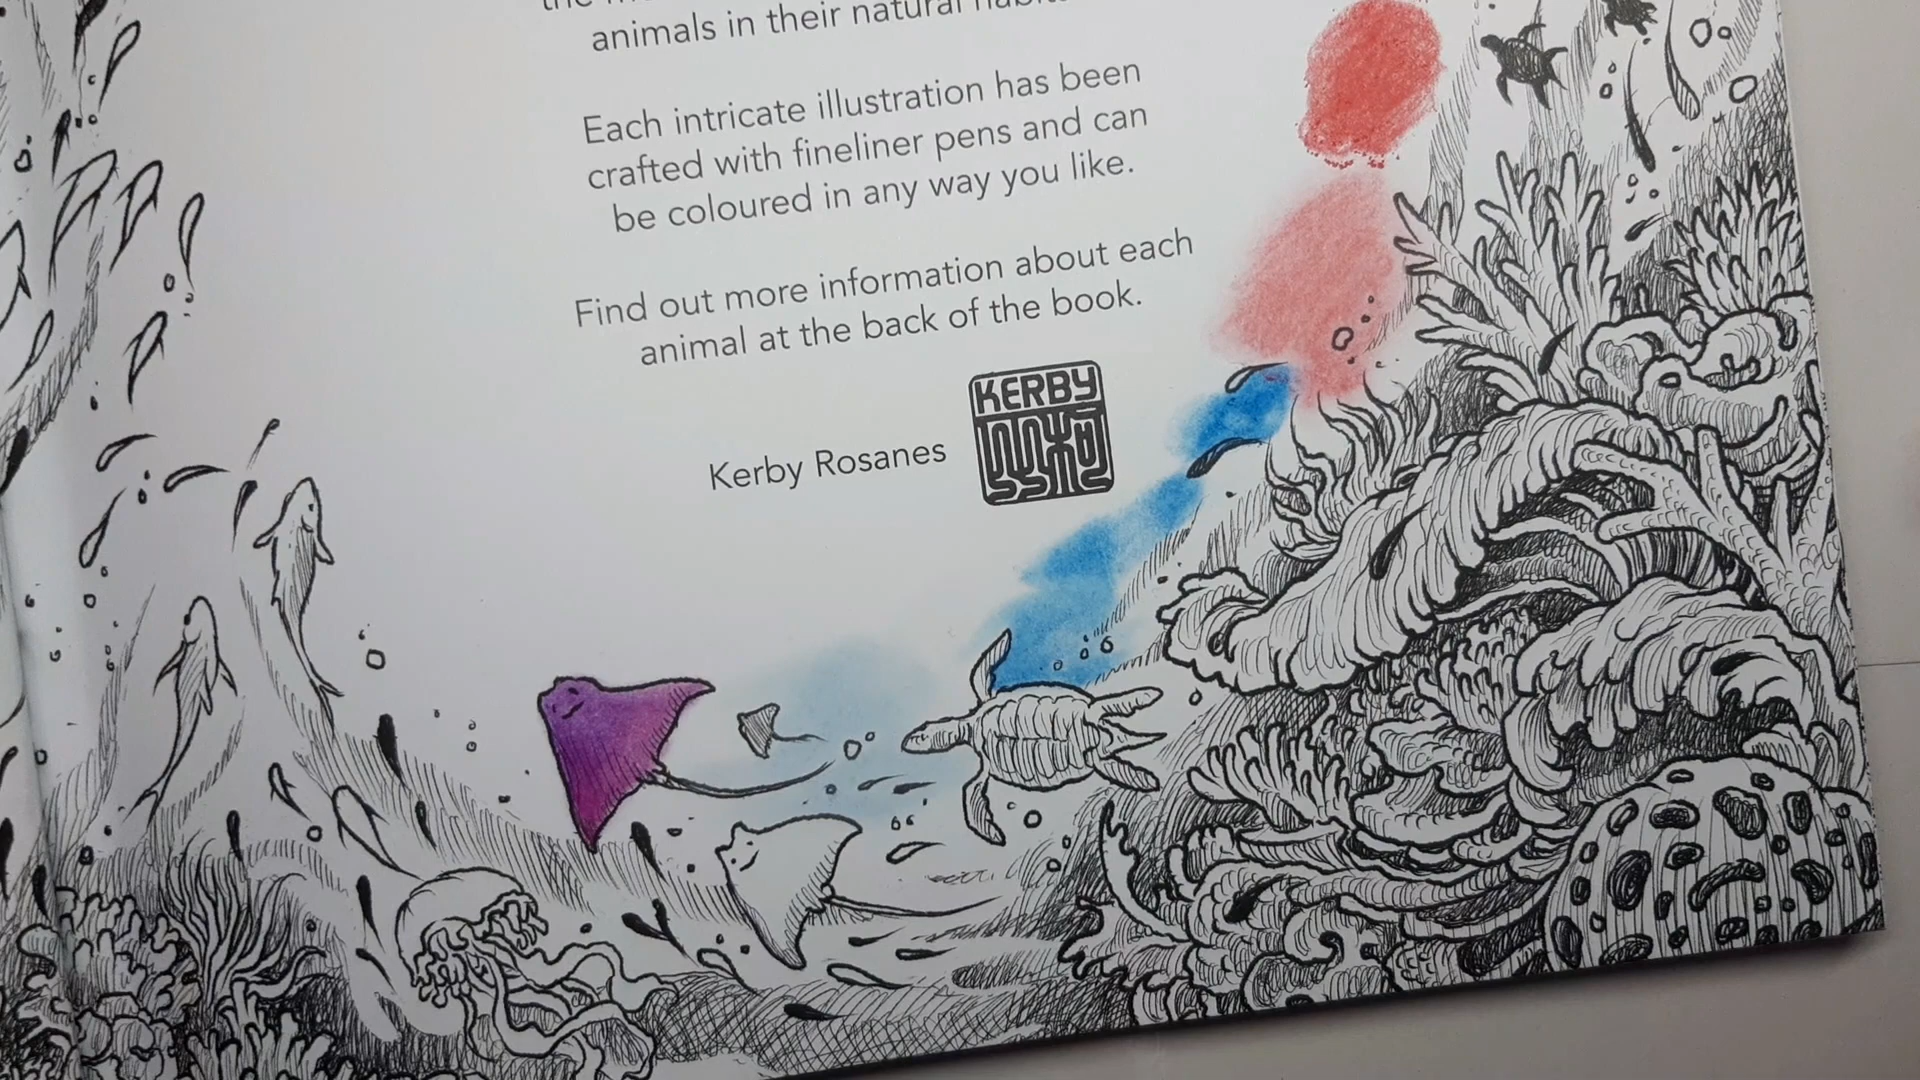 animals in their natural
Each intricate illustration has been
crafted with fineliner pens and can
be coloured in any way you like.
Find out more information about each
animal at the back of the book.
Kerby Rosanes
KERBY